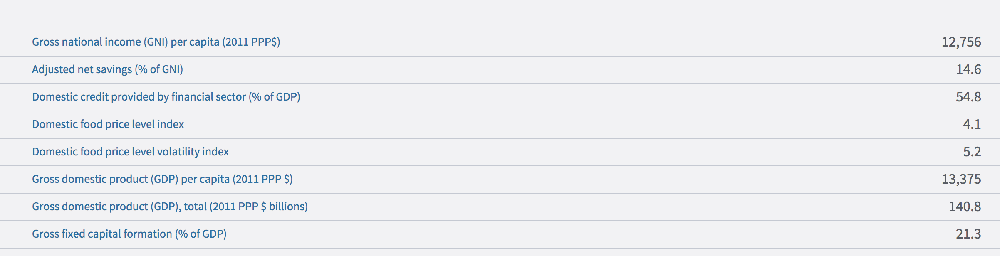 Gross national income (GNI) per capita (2011 PPP$) 12,756
Adjusted net savings (% of GNI) 14.6
Domestic credit provided by financial sector (% of GDP) 54.8
Domestic food price level index 4.1
Domestic food price level volatility index 5.2
Gross domestic product (GDP) per capita (2011 PPP $) 13,375
Gross domestic product (GDP), total (2011 PPP $ billions) 140.8
Gross fixed capital formation (% of GDP) 21.3